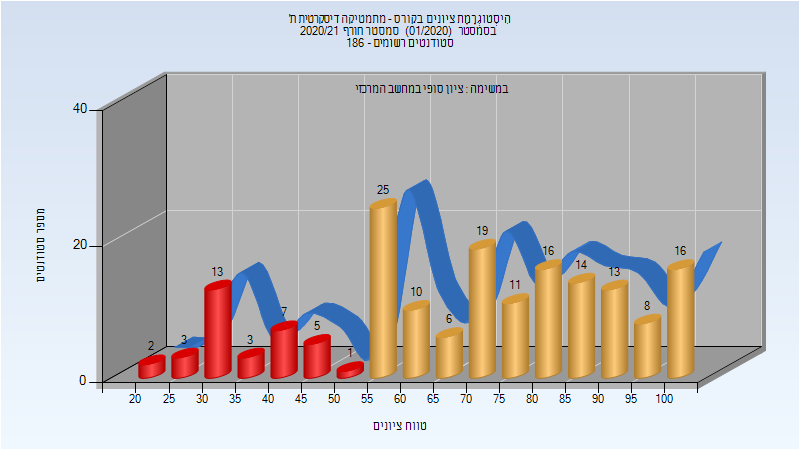 היסטוגרמת ציונים בקורס - מתמטיקה דיסקרטית ת'
בסמסטר (01/2020) סמסטר חורף 2020/21
סטודנטים רשומים - 186
במשימה : ציון סופי במחשב המרכזי
מספר סטודנטים
40
20
0
2 3 13 3 7 5 1 25 10 6 19 11 16 14 13 8 16
20 25 30 35 40 45 50 55 60 65 70 75 80 85 90 95 100
טווח ציונים